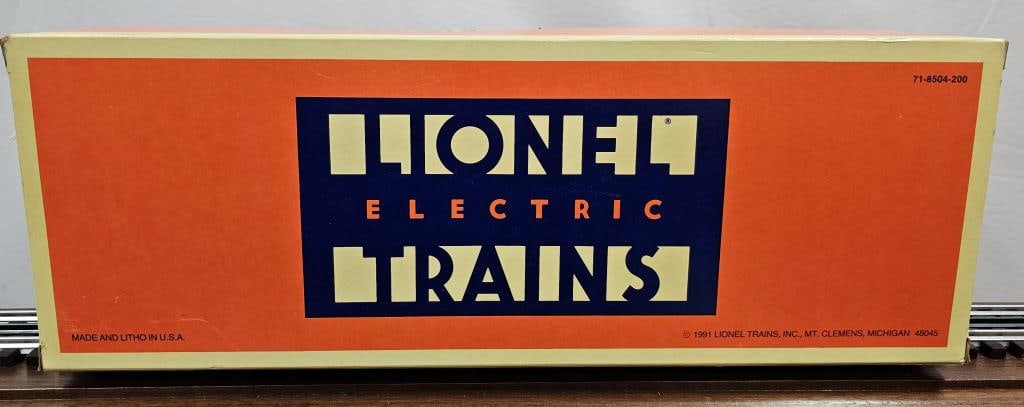 71-8504-200
LIONEL®
ELECTRIC
TRAINS
MADE AND LITHO IN U.S.A.
© 1991 LIONEL TRAINS, INC., MT. CLEMENS, MICHIGAN 48045